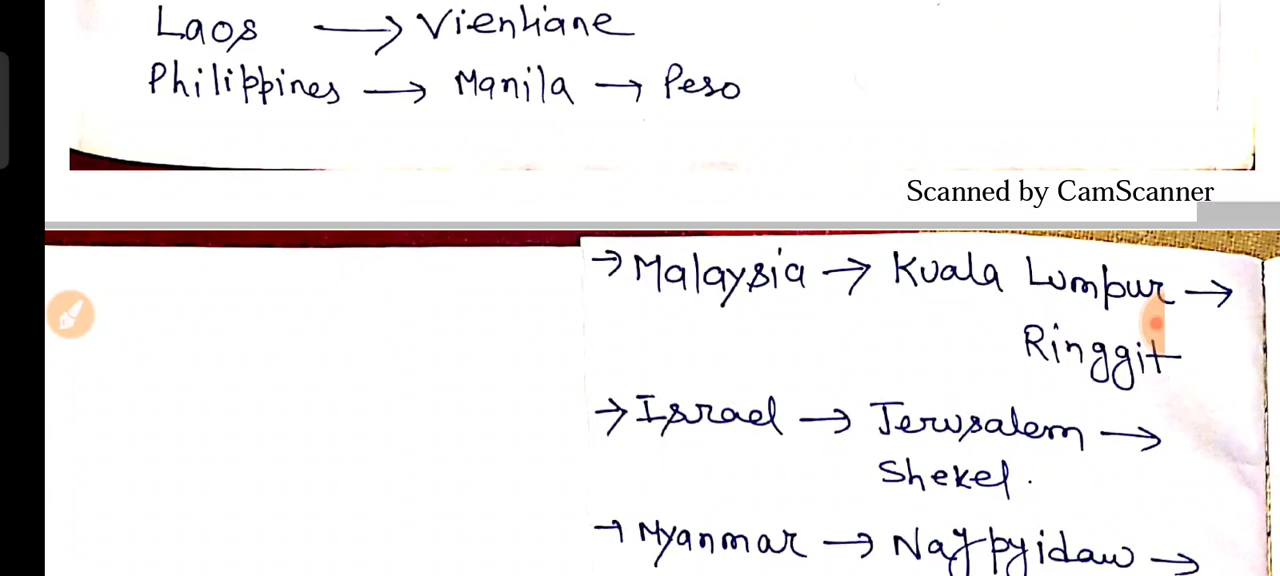 Laos → Vientiane
Philippines → Manila → Peso
Scanned by CamScanner
→ Malaysia → Kuala Lumpur →
Ringgit
→ Israel → Jerusalem →
Shekel.
→ Myanmar → Naypyidaw →